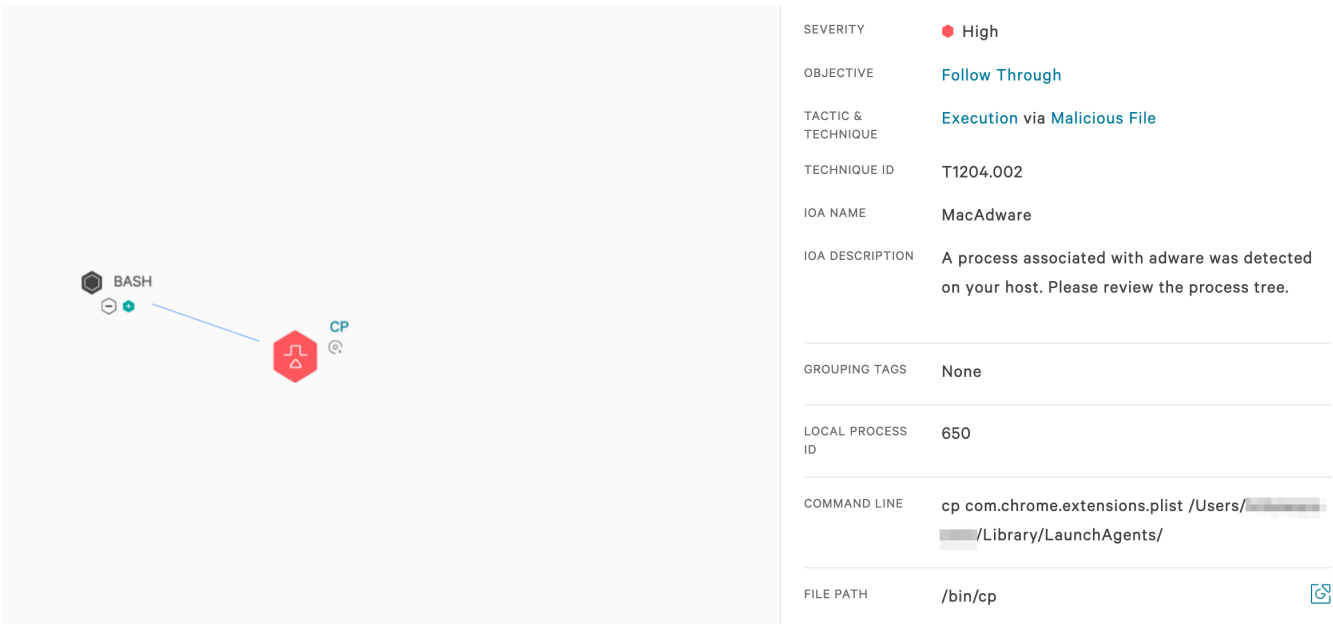 BASH
CP
SEVERITY
High
OBJECTIVE
Follow Through
TACTIC &
TECHNIQUE
Execution via Malicious File
TECHNIQUE ID
T1204.002
IOA NAME
MacAdware
IOA DESCRIPTION
A process associated with adware was detected
on your host. Please review the process tree.
GROUPING TAGS
None
LOCAL PROCESS
ID
650
COMMAND LINE
cp com.chrome.extensions.plist /Users/
/Library/LaunchAgents/
FILE PATH
/bin/cp